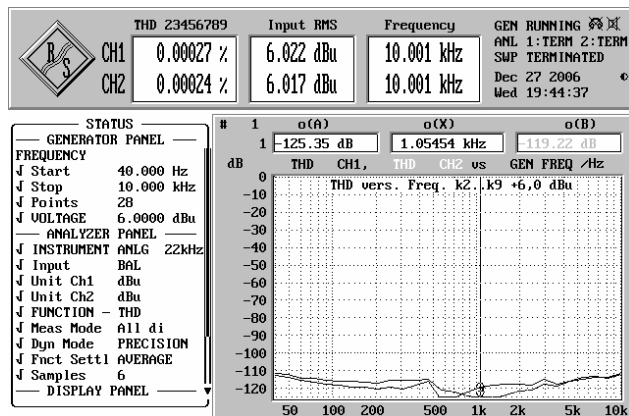 THD 23456789 Input RMS Frequency GEN RUNNING
R S CH1 0.00027 % 6.022 dBu 10.001 kHz ANL 1:TERM 2:TERM
SWP TERMINATED
CH2 0.00024 % 6.017 dBu 10.001 kHz Dec 27 2006
Wed 19:44:37
STATUS
GENERATOR PANEL
FREQUENCY
Start 40.000 Hz
Stop 10.000 kHz
Points 28
VOLTAGE 6.0000 dBu
ANALYZER PANEL
INSTRUMENT ANLG 22kHz
Input BAL
Unit Ch1 dBu
Unit Ch2 dBu
FUNCTION - THD
Meas Mode All di
Dyn Mode PRECISION
Fnct Settl AVERAGE
Samples 6
DISPLAY PANEL
# 1 o(A) o(X) o(B)
1 -125.35 dB 1.05454 kHz -119.22 dB
dB THD CH1, THD CH2 vs GEN FREQ /Hz
THD vers. Freq. k2..k9 +6,0 dBu
0
-10
-20
-30
-40
-50
-60
-70
-80
-90
-100
-110
-120
50 100 200 500 1k 2k 5k 10k